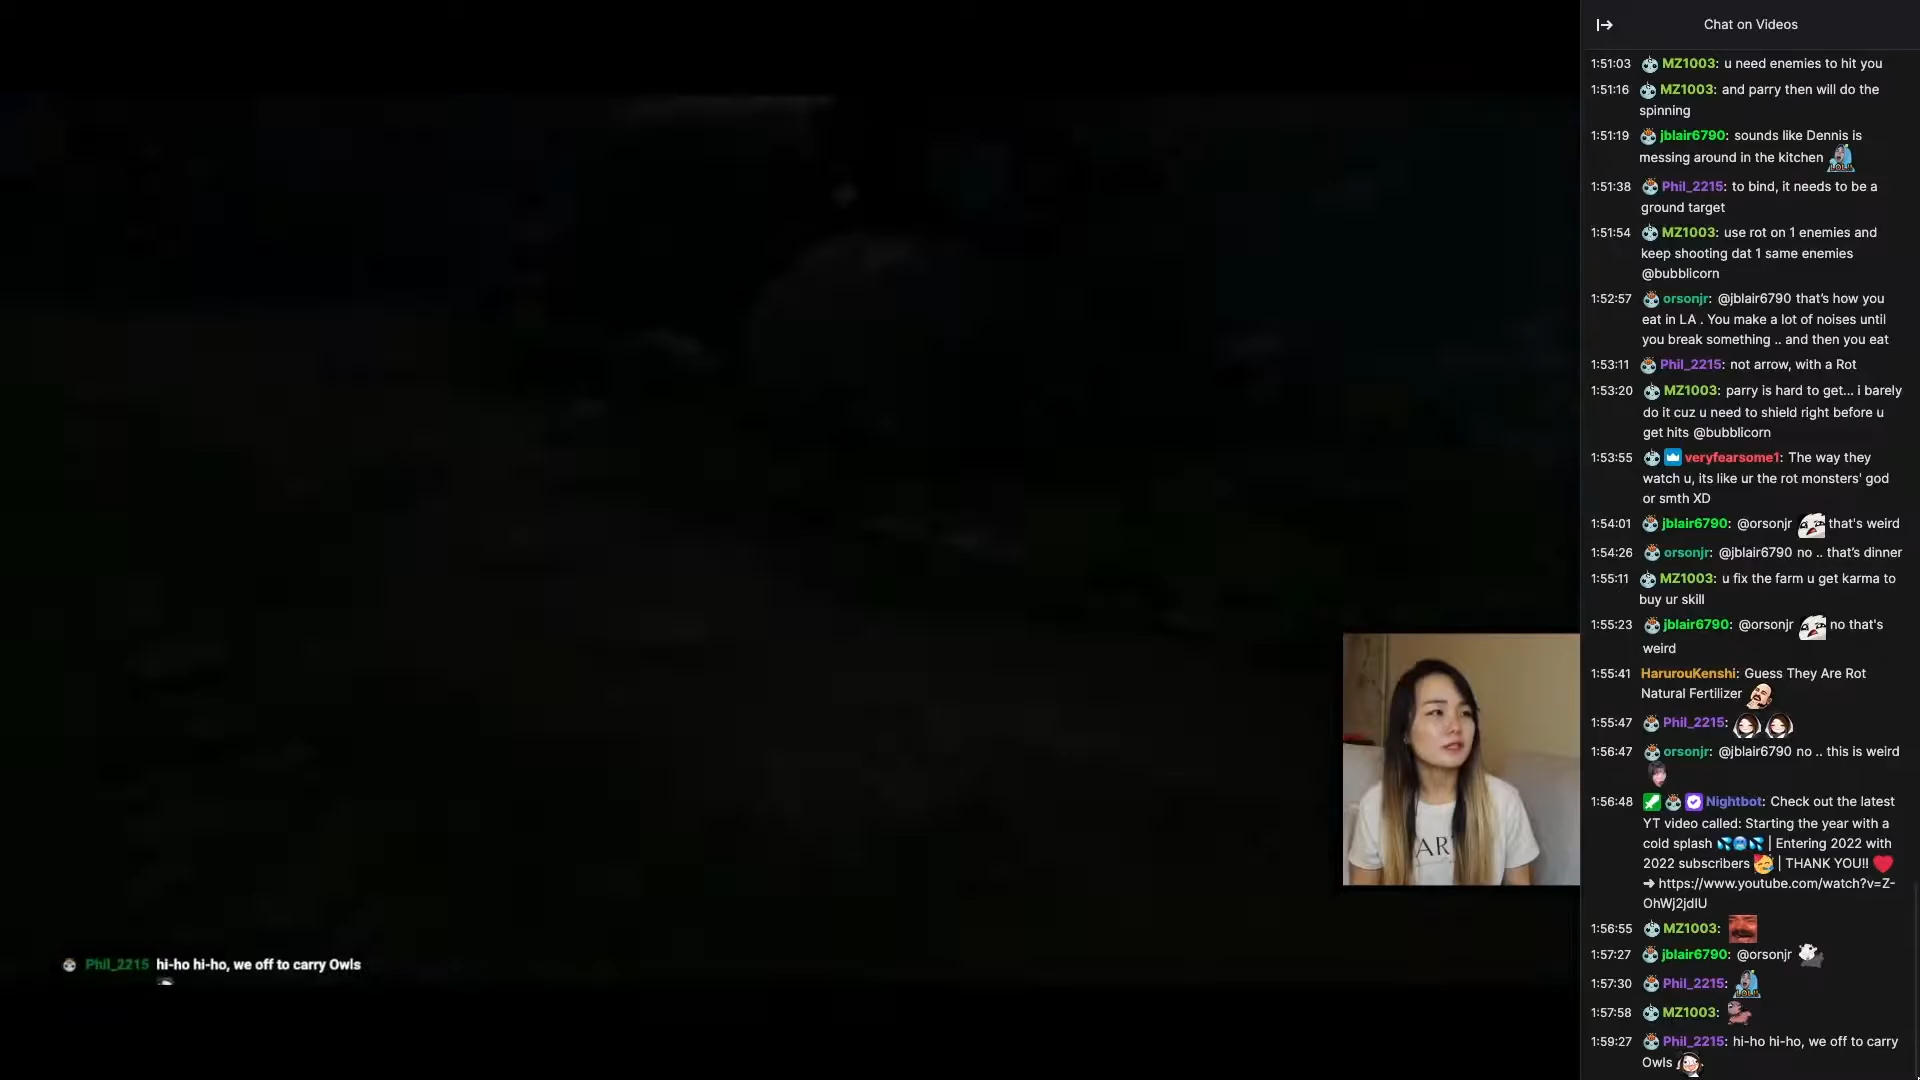 Chat on Videos
1:51:03 MZ1003: u need enemies to hit you
1:51:16 MZ1003: and parry then will do the
spinning
1:51:19 jblair6790: sounds like Dennis is
messing around in the kitchen
LOL!
1:51:38 Phil_2215: to bind, it needs to be a
ground target
1:51:54 MZ1003: use rot on 1 enemies and
keep shooting dat 1 same enemies
@bubblicorn
1:52:57 orsonjr: @jblair6790 that's how you
eat in LA . You make a lot of noises until
you break something .. and then you eat
1:53:11 Phil_2215: not arrow, with a Rot
1:53:20 MZ1003: parry is hard to get... i barely
do it cuz u need to shield right before u
get hits @bubblicorn
1:53:55 veryfearsome1: The way they
watch u, its like ur the rot monsters' god
or smth XD
1:54:01 jblair6790: @orsonjr that's weird
1:54:26 orsonjr: @jblair6790 no .. that's dinner
1:55:11 MZ1003: u fix the farm u get karma to
buy ur skill
1:55:23 jblair6790: @orsonjr no that's
weird
1:55:41 HarurouKenshi: Guess They Are Rot
Natural Fertilizer
1:55:47 Phil_2215:
1:56:47 orsonjr: @jblair6790 no .. this is weird
1:56:48 Nightbot: Check out the latest
YT video called: Starting the year with a
cold splash 💦🥶💦 | Entering 2022 with
2022 subscribers 🥳 | THANK YOU!! ❤️
➜ https://www.youtube.com/watch?v=Z-
OhWj2jdIU
1:56:55 MZ1003:
1:57:27 jblair6790: @orsonjr
1:57:30 Phil_2215:
LOL!
1:57:58 MZ1003:
1:59:27 Phil_2215: hi-ho hi-ho, we off to carry
Owls
AR
Phil_2215 hi-ho hi-ho, we off to carry Owls